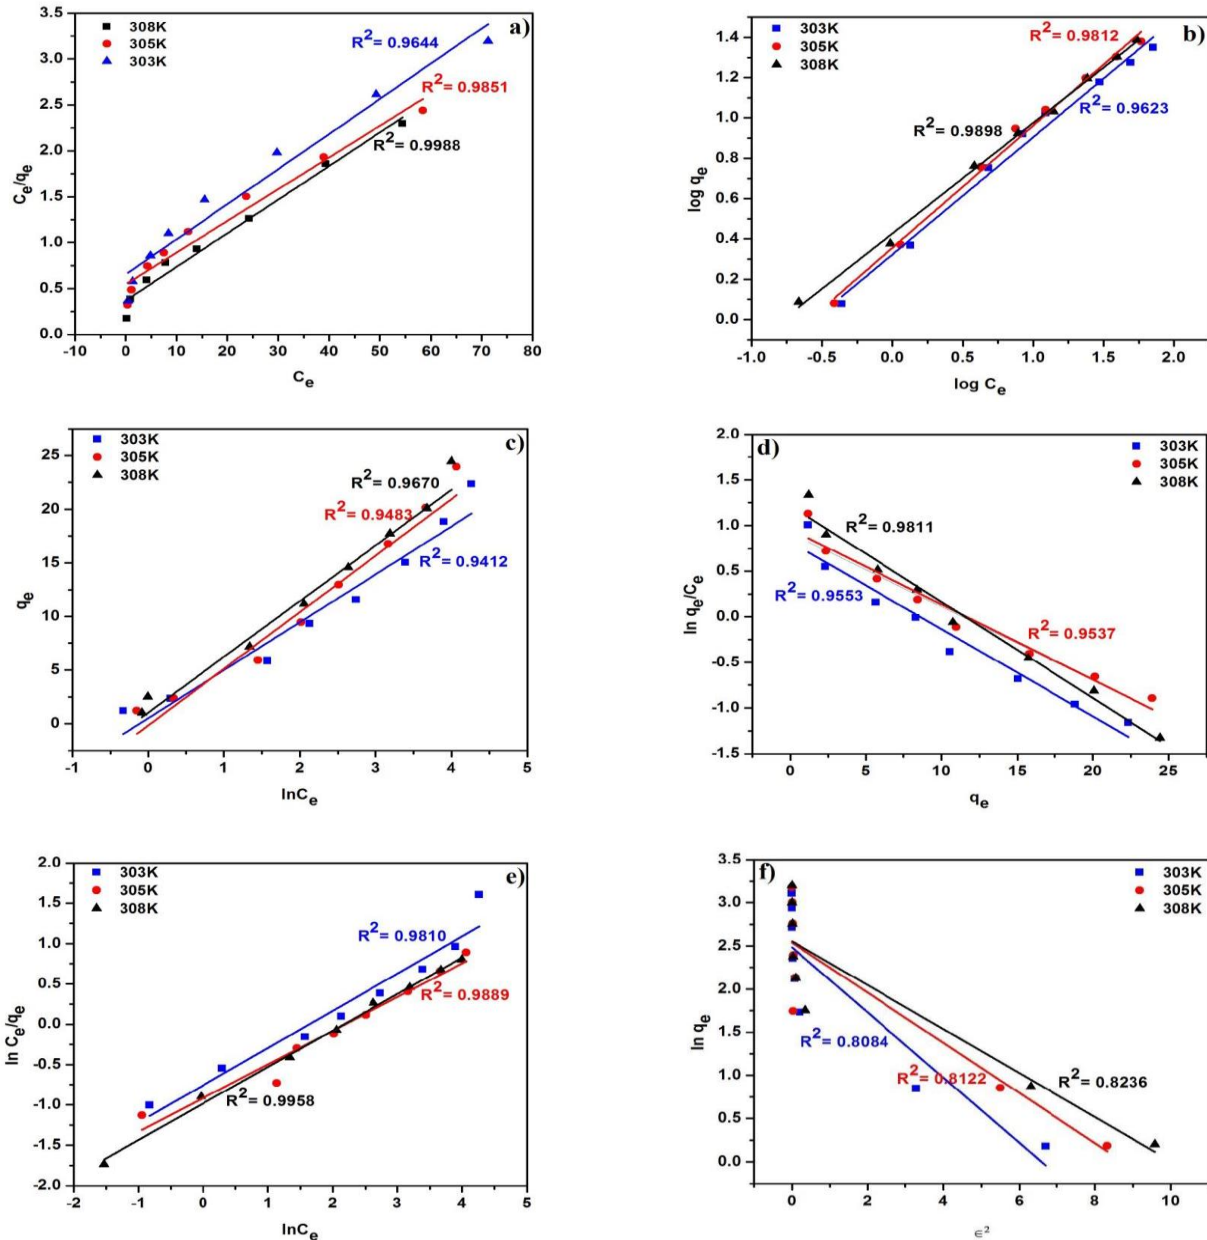 308K
305K
303K
a)
R2= 0.9644
R2= 0.9851
R2= 0.9988
3.5
3.0
2.5
2.0
1.5
1.0
0.5
0.0
Ce/qe
-10 0 10 20 30 40 50 60 70 80
Ce
303K
305K
308K
b)
R2= 0.9812
R2= 0.9623
R2= 0.9898
1.4
1.2
1.0
0.8
0.6
0.4
0.2
0.0
log qe
-1.0 -0.5 0.0 0.5 1.0 1.5 2.0
log Ce
303K
305K
308K
c)
R2= 0.9670
R2= 0.9483
R2= 0.9412
25
20
15
10
5
0
qe
-1 0 1 2 3 4 5
lnCe
d)
303K
305K
308K
R2= 0.9811
R2= 0.9553
R2= 0.9537
2.0
1.5
1.0
0.5
0.0
-0.5
-1.0
-1.5
ln qe/Ce
0 5 10 15 20 25
qe
303K
305K
308K
e)
R2= 0.9810
R2= 0.9889
R2= 0.9958
2.0
1.5
1.0
0.5
0.0
-0.5
-1.0
-1.5
-2.0
ln Ce/qe
-2 -1 0 1 2 3 4 5
lnCe
f)
303K
305K
308K
R2= 0.8084
R2= 0.8122
R2= 0.8236
3.5
3.0
2.5
2.0
1.5
1.0
0.5
0.0
ln qe
0 2 4 6 8 10
∈2